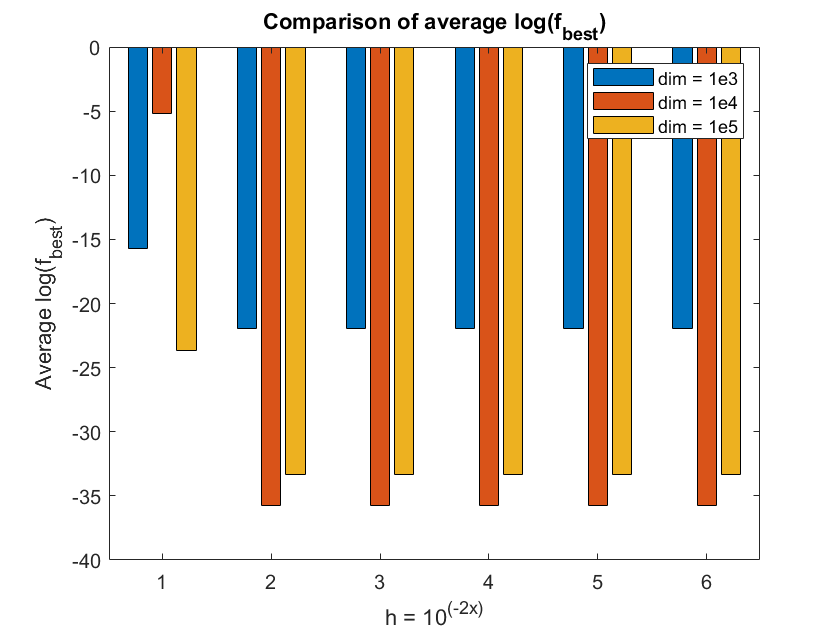 Comparison of average log(f_best)
dim = 1e3
dim = 1e4
dim = 1e5
Average log(f_best)
0
-5
-10
-15
-20
-25
-30
-35
-40
1 2 3 4 5 6
h = 10^(-2x)